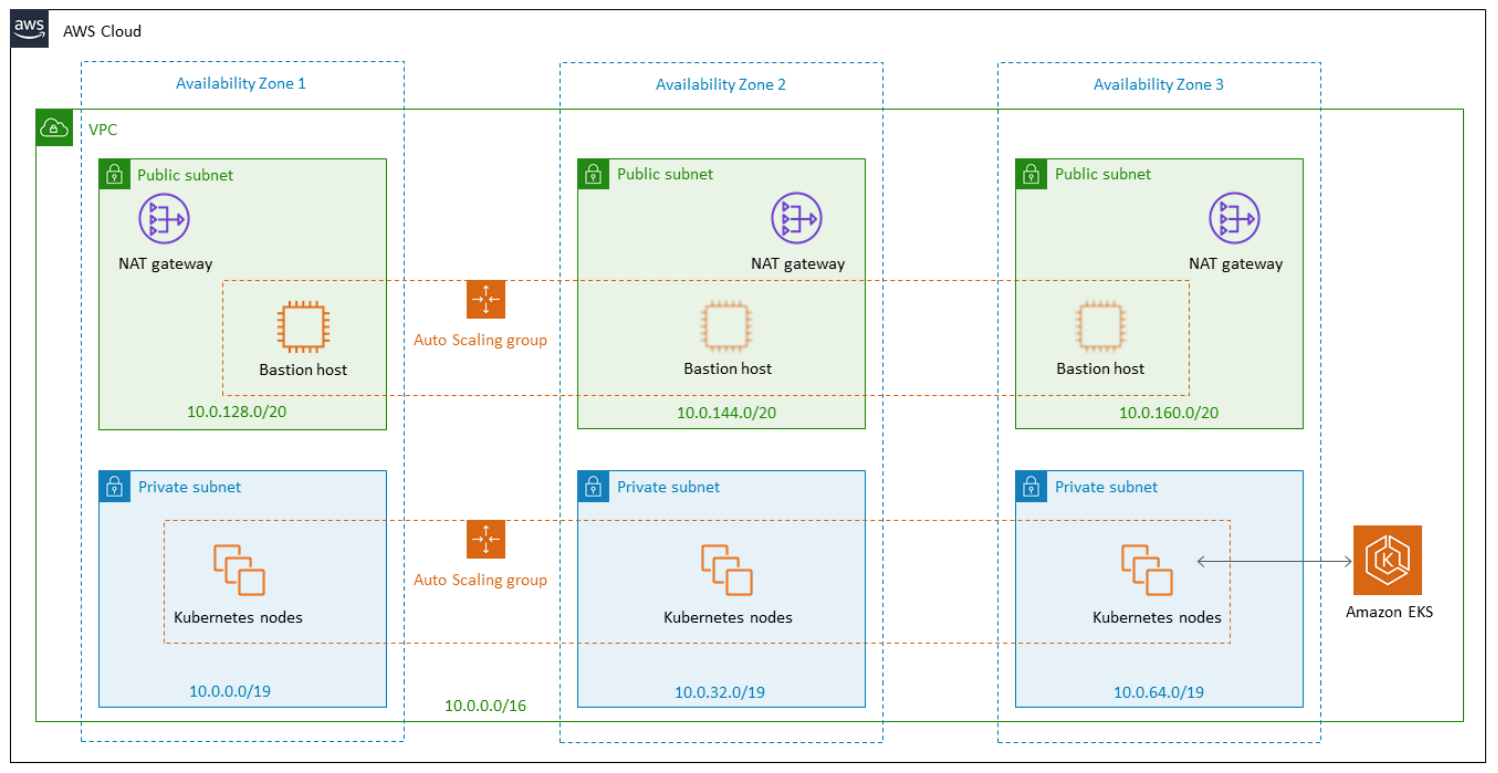 aws
AWS Cloud
Availability Zone 1
Availability Zone 2
Availability Zone 3
VPC
Public subnet
Public subnet
Public subnet
NAT gateway
NAT gateway
NAT gateway
Auto Scaling group
Bastion host
Bastion host
Bastion host
10.0.128.0/20
10.0.144.0/20
10.0.160.0/20
Private subnet
Private subnet
Private subnet
Auto Scaling group
K
Kubernetes nodes
Kubernetes nodes
Kubernetes nodes
Amazon EKS
10.0.0.0/19
10.0.32.0/19
10.0.64.0/19
10.0.0.0/16